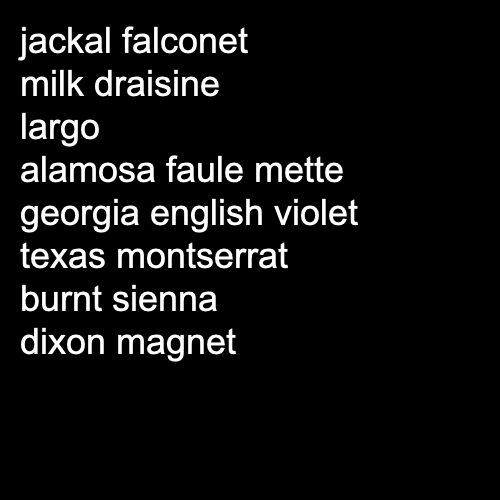 jackal falconet
milk draisine
largo
alamosa faule mette
georgia english violet
texas montserrat
burnt sienna
dixon magnet